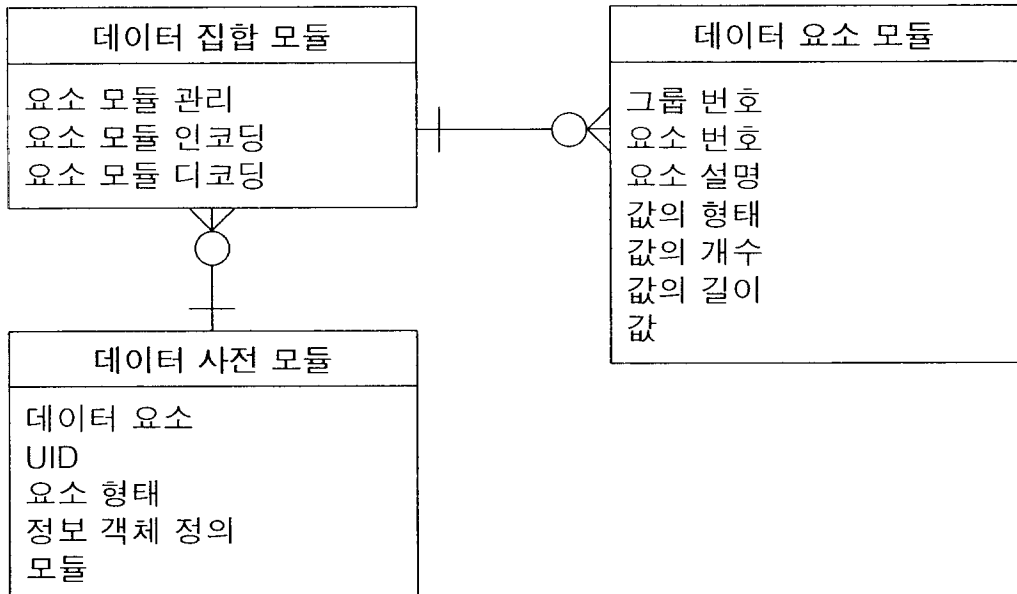 데이터 집합 모듈
요소 모듈 관리
요소 모듈 인코딩
요소 모듈 디코딩
데이터 요소 모듈
그룹 번호
요소 번호
요소 설명
값의 형태
값의 개수
값의 길이
값
데이터 사전 모듈
데이터 요소
UID
요소 형태
정보 객체 정의
모듈